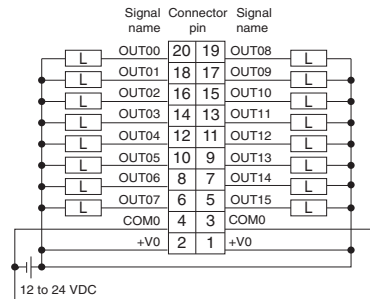 Signal Connector Signal
name pin name
L OUT00 20 19 OUT08 L
L OUT01 18 17 OUT09 L
L OUT02 16 15 OUT10 L
L OUT03 14 13 OUT11 L
L OUT04 12 11 OUT12 L
L OUT05 10 9 OUT13 L
L OUT06 8 7 OUT14 L
L OUT07 6 5 OUT15 L
COM0 4 3 COM0
+V0 2 1 +V0
12 to 24 VDC